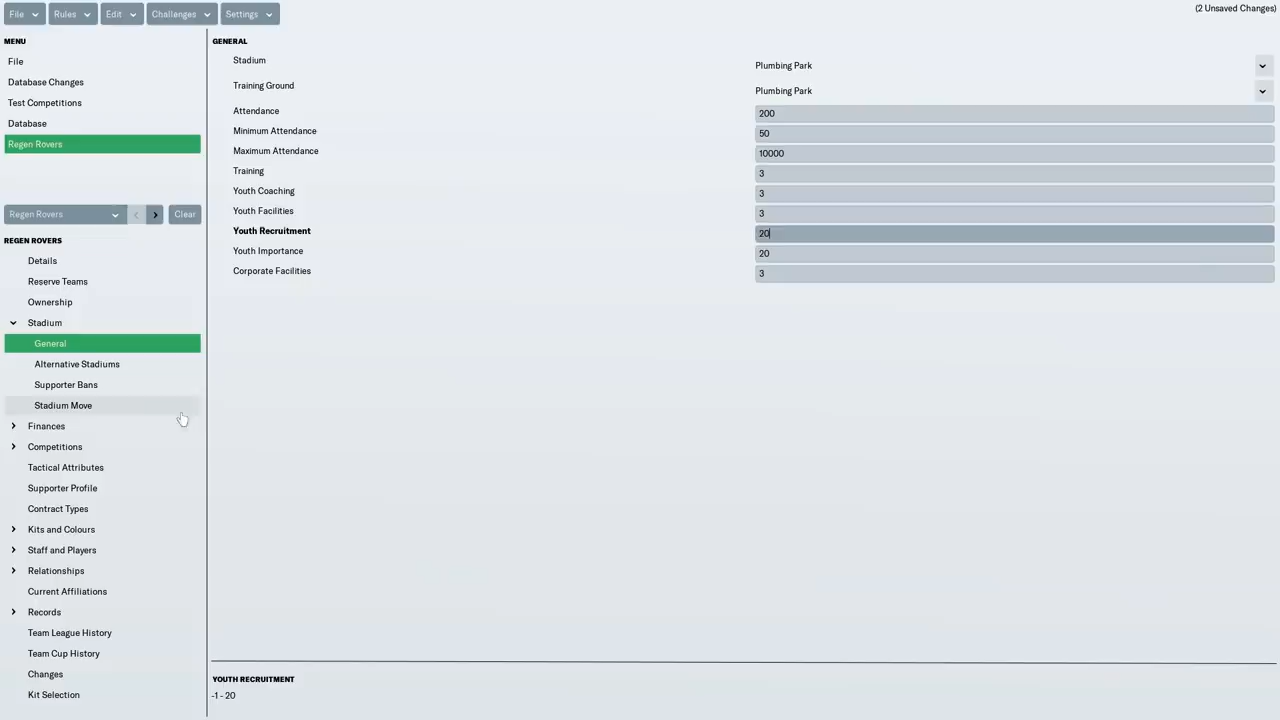 File Rules Edit Challenges Settings (2 Unsaved Changes)
MENU
File
Database Changes
Test Competitions
Database
Regen Rovers
Regen Rovers Clear
REGEN ROVERS
Details
Reserve Teams
Ownership
Stadium
General
Alternative Stadiums
Supporter Bans
Stadium Move
Finances
Competitions
Tactical Attributes
Supporter Profile
Contract Types
Kits and Colours
Staff and Players
Relationships
Current Affiliations
Records
Team League History
Team Cup History
Changes
Kit Selection
GENERAL
Stadium Plumbing Park
Training Ground Plumbing Park
Attendance 200
Minimum Attendance 50
Maximum Attendance 10000
Training 3
Youth Coaching 3
Youth Facilities 3
Youth Recruitment 20
Youth Importance 20
Corporate Facilities 3
YOUTH RECRUITMENT
-1 - 20